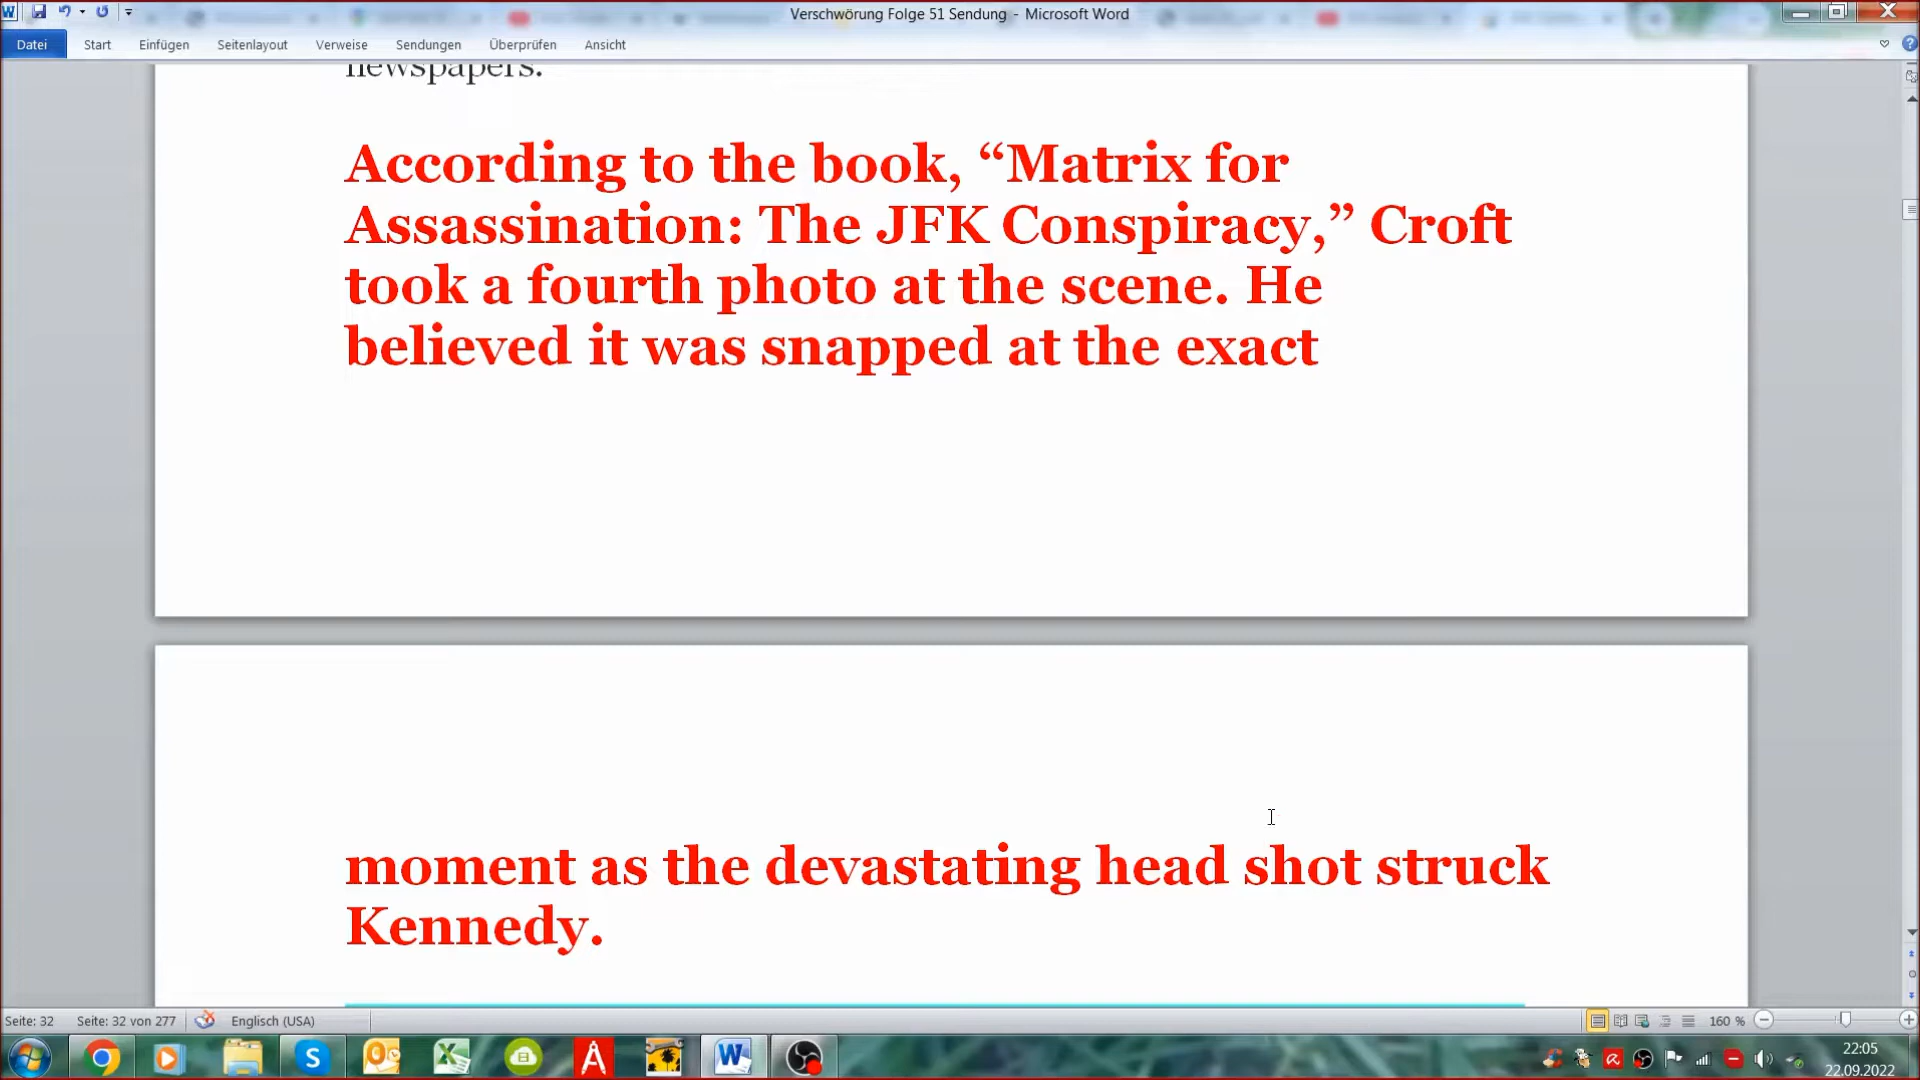 Verschwörung Folge 51 Sendung - Microsoft Word
Datei Start Einfügen Seitenlayout Verweise Sendungen Überprüfen Ansicht
newspapers.
According to the book, “Matrix for
Assassination: The JFK Conspiracy,” Croft
took a fourth photo at the scene. He
believed it was snapped at the exact
moment as the devastating head shot struck
Kennedy.
Seite: 32 Seite: 32 von 277 Englisch (USA) 160 %
22:05
22.09.2022